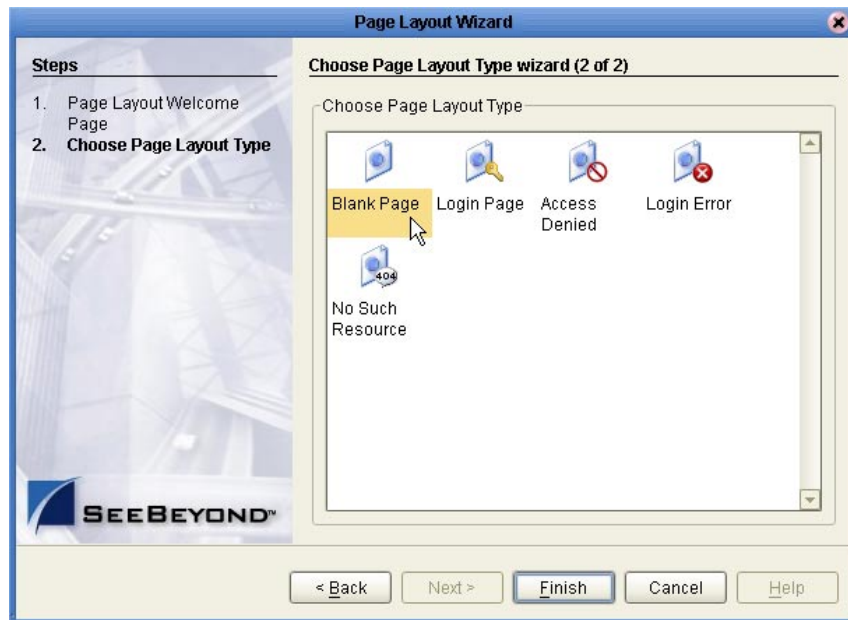 Page Layout Wizard
Steps
1. Page Layout Welcome
Page
2. Choose Page Layout Type
Choose Page Layout Type wizard (2 of 2)
Choose Page Layout Type
Blank Page
Login Page
Access
Denied
Login Error
404
No Such
Resource
SEEBEYOND™
< Back
Next >
Finish
Cancel
Help